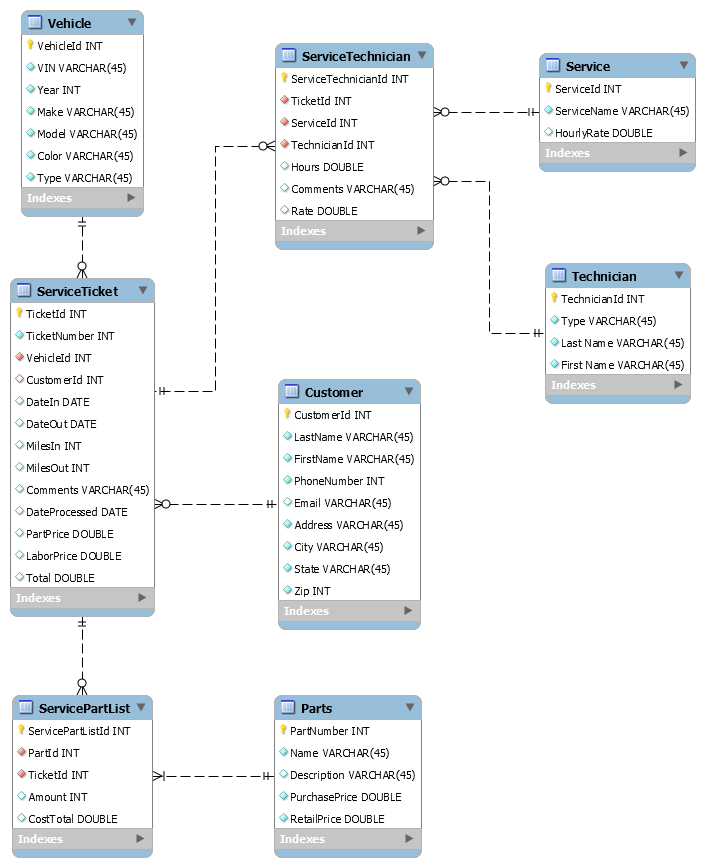 Vehicle
VehicleId INT
VIN VARCHAR(45)
Year INT
Make VARCHAR(45)
Model VARCHAR(45)
Color VARCHAR(45)
Type VARCHAR(45)
Indexes
ServiceTechnician
ServiceTechnicianId INT
TicketId INT
ServiceId INT
TechnicianId INT
Hours DOUBLE
Comments VARCHAR(45)
Rate DOUBLE
Indexes
Service
ServiceId INT
ServiceName VARCHAR(45)
HourlyRate DOUBLE
Indexes
Technician
TechnicianId INT
Type VARCHAR(45)
Last Name VARCHAR(45)
First Name VARCHAR(45)
Indexes
ServiceTicket
TicketId INT
TicketNumber INT
VehicleId INT
CustomerId INT
DateIn DATE
DateOut DATE
MilesIn INT
MilesOut INT
Comments VARCHAR(45)
DateProcessed DATE
PartPrice DOUBLE
LaborPrice DOUBLE
Total DOUBLE
Indexes
Customer
CustomerId INT
LastName VARCHAR(45)
FirstName VARCHAR(45)
PhoneNumber INT
Email VARCHAR(45)
Address VARCHAR(45)
City VARCHAR(45)
State VARCHAR(45)
Zip INT
Indexes
ServicePartList
ServicePartListId INT
PartId INT
TicketId INT
Amount INT
CostTotal DOUBLE
Indexes
Parts
PartNumber INT
Name VARCHAR(45)
Description VARCHAR(45)
PurchasePrice DOUBLE
RetailPrice DOUBLE
Indexes